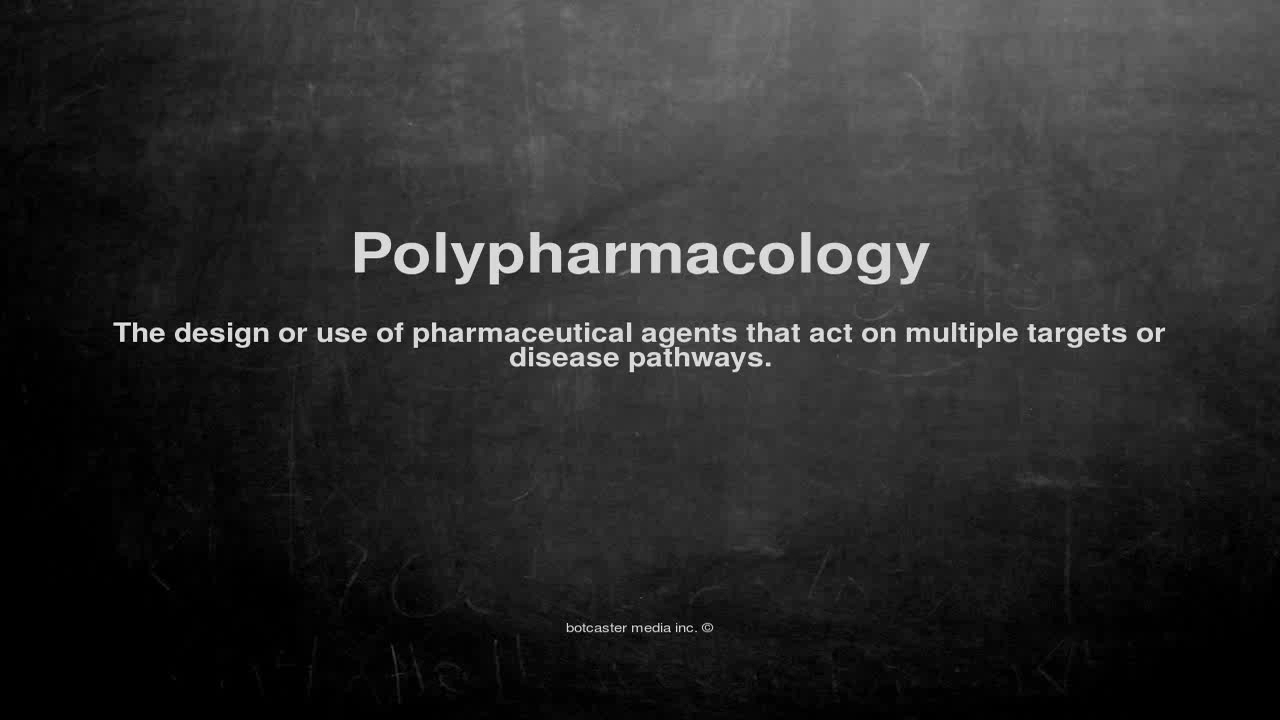 Polypharmacology
The design or use of pharmaceutical agents that act on multiple targets or
disease pathways.
botcaster media inc. ©